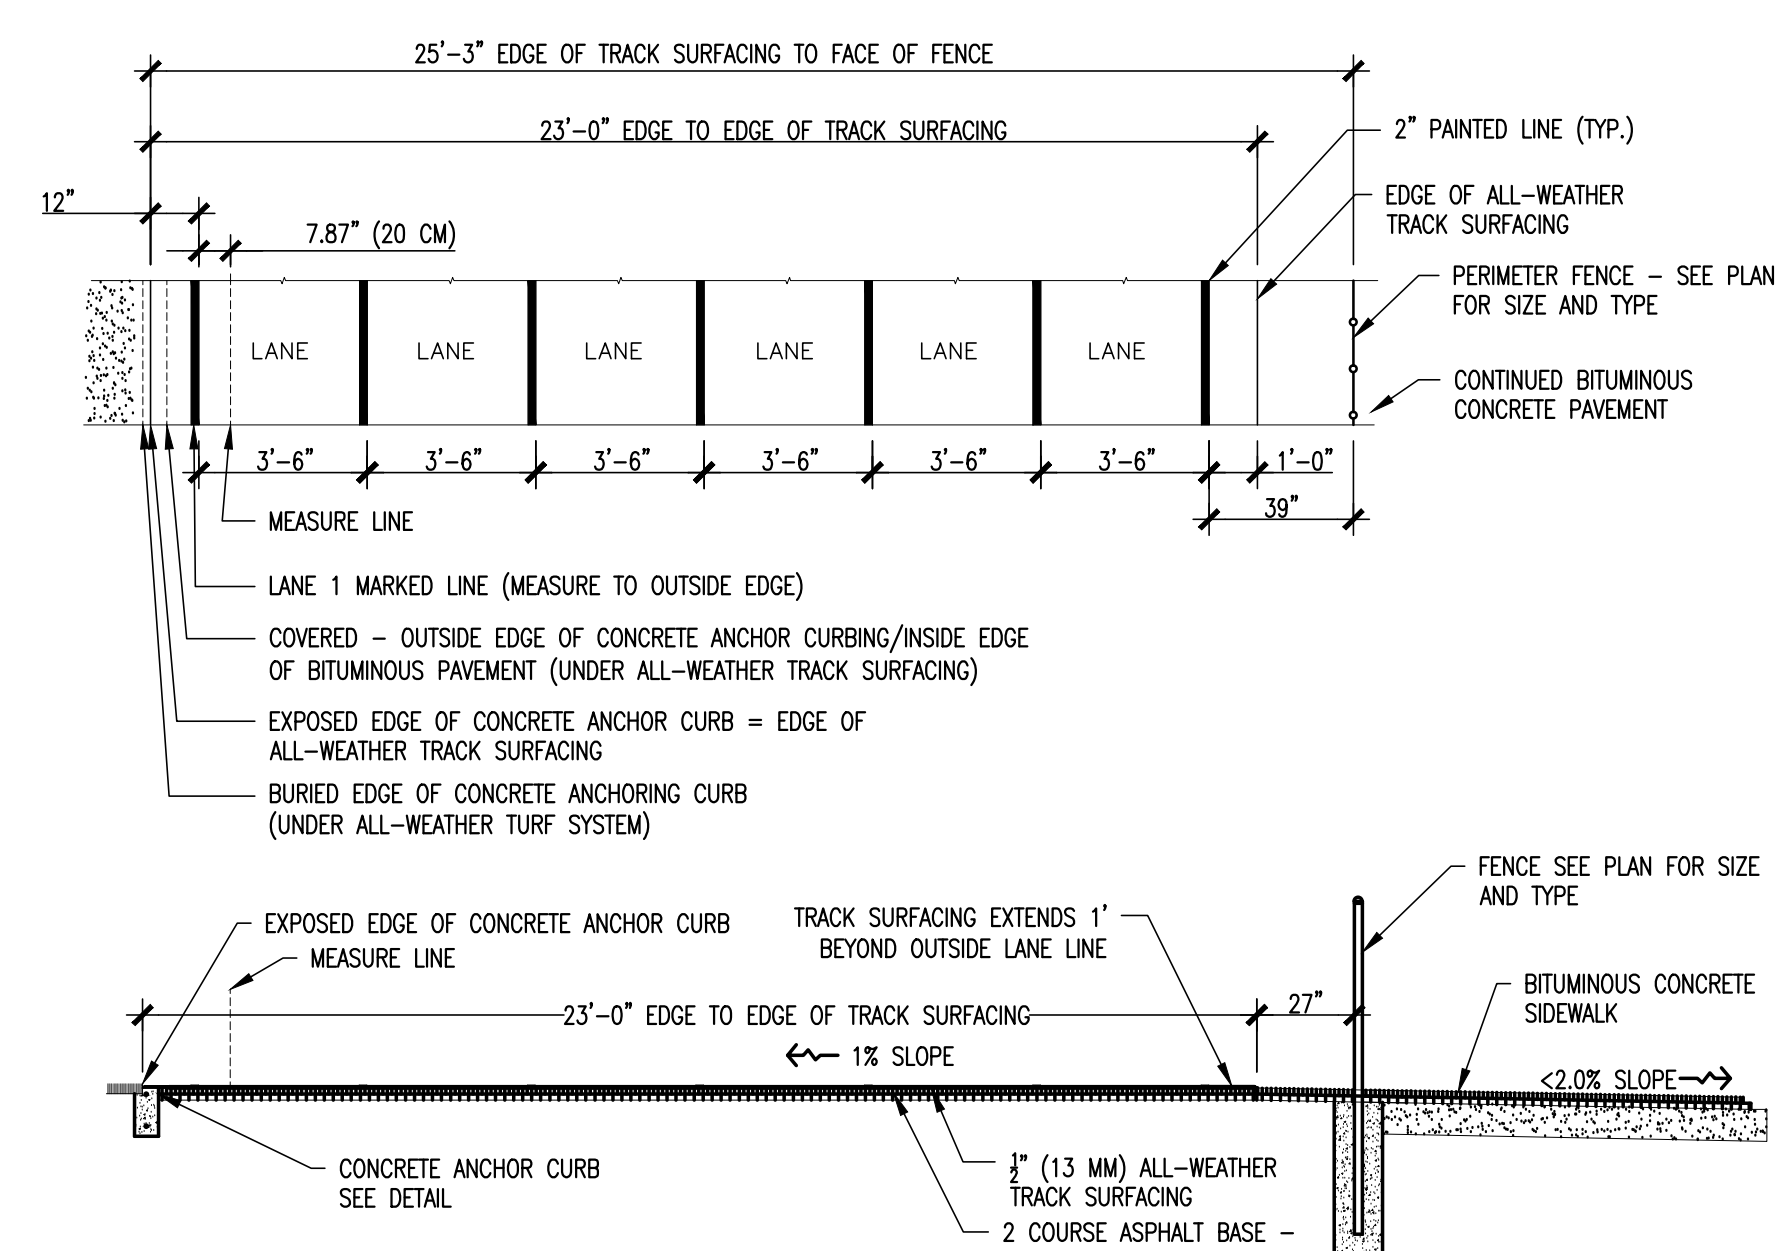 25'-3" EDGE OF TRACK SURFACING TO FACE OF FENCE
23'-0" EDGE TO EDGE OF TRACK SURFACING
2" PAINTED LINE (TYP.)
12"
EDGE OF ALL-WEATHER
TRACK SURFACING
7.87" (20 CM)
PERIMETER FENCE - SEE PLAN
FOR SIZE AND TYPE
LANE LANE LANE LANE LANE LANE
CONTINUED BITUMINOUS
CONCRETE PAVEMENT
3'-6" 3'-6" 3'-6" 3'-6" 3'-6" 3'-6" 1'-0"
39"
MEASURE LINE
LANE 1 MARKED LINE (MEASURE TO OUTSIDE EDGE)
COVERED - OUTSIDE EDGE OF CONCRETE ANCHOR CURBING/INSIDE EDGE
OF BITUMINOUS PAVEMENT (UNDER ALL-WEATHER TRACK SURFACING)
EXPOSED EDGE OF CONCRETE ANCHOR CURB = EDGE OF
ALL-WEATHER TRACK SURFACING
BURIED EDGE OF CONCRETE ANCHORING CURB
(UNDER ALL-WEATHER TURF SYSTEM)
FENCE SEE PLAN FOR SIZE
AND TYPE
EXPOSED EDGE OF CONCRETE ANCHOR CURB
MEASURE LINE
TRACK SURFACING EXTENDS 1'
BEYOND OUTSIDE LANE LINE
BITUMINOUS CONCRETE
SIDEWALK
23'-0" EDGE TO EDGE OF TRACK SURFACING
27"
1% SLOPE
<2.0% SLOPE
CONCRETE ANCHOR CURB
SEE DETAIL
½" (13 MM) ALL-WEATHER
TRACK SURFACING
2 COURSE ASPHALT BASE -